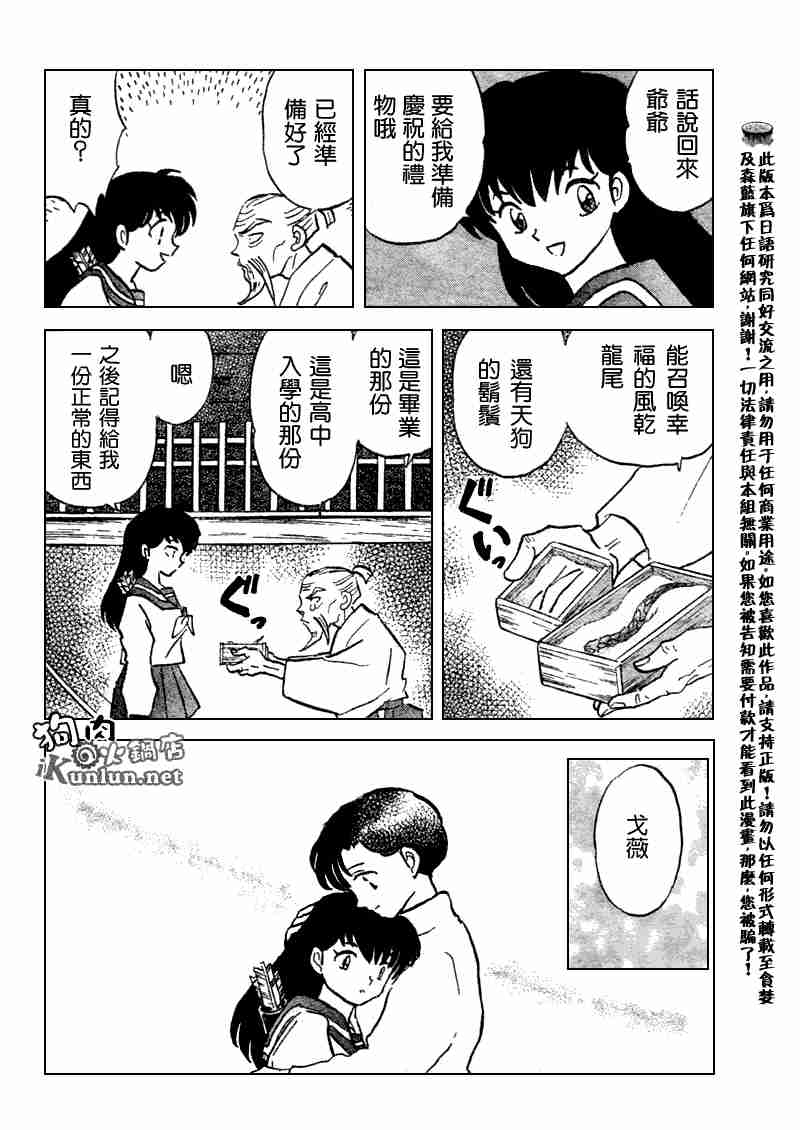 話說回來
爺爺
要給我準備
慶祝的禮
物哦
已經準
備好了
真的？
能召喚幸
福的風乾
龍尾
還有天狗
的鬍鬚
ぐいっ
這是畢業
的那份
這是高中
入學的那份
嗯
之後記得給我
一份正常的東西
ぐっ
戈薇
狗肉
火鍋店
iKunlun.net
此版本爲日語研究同好交流之用，請勿用于任何商業用途。如您喜歡此作品，請支持正版！請勿以任何形式轉載至貪婪
及森藍旗下任何網站，謝謝！一切法律責任與本組無關。如果您被告知需要付款才能看到此漫畫，那麼，您被騙了！